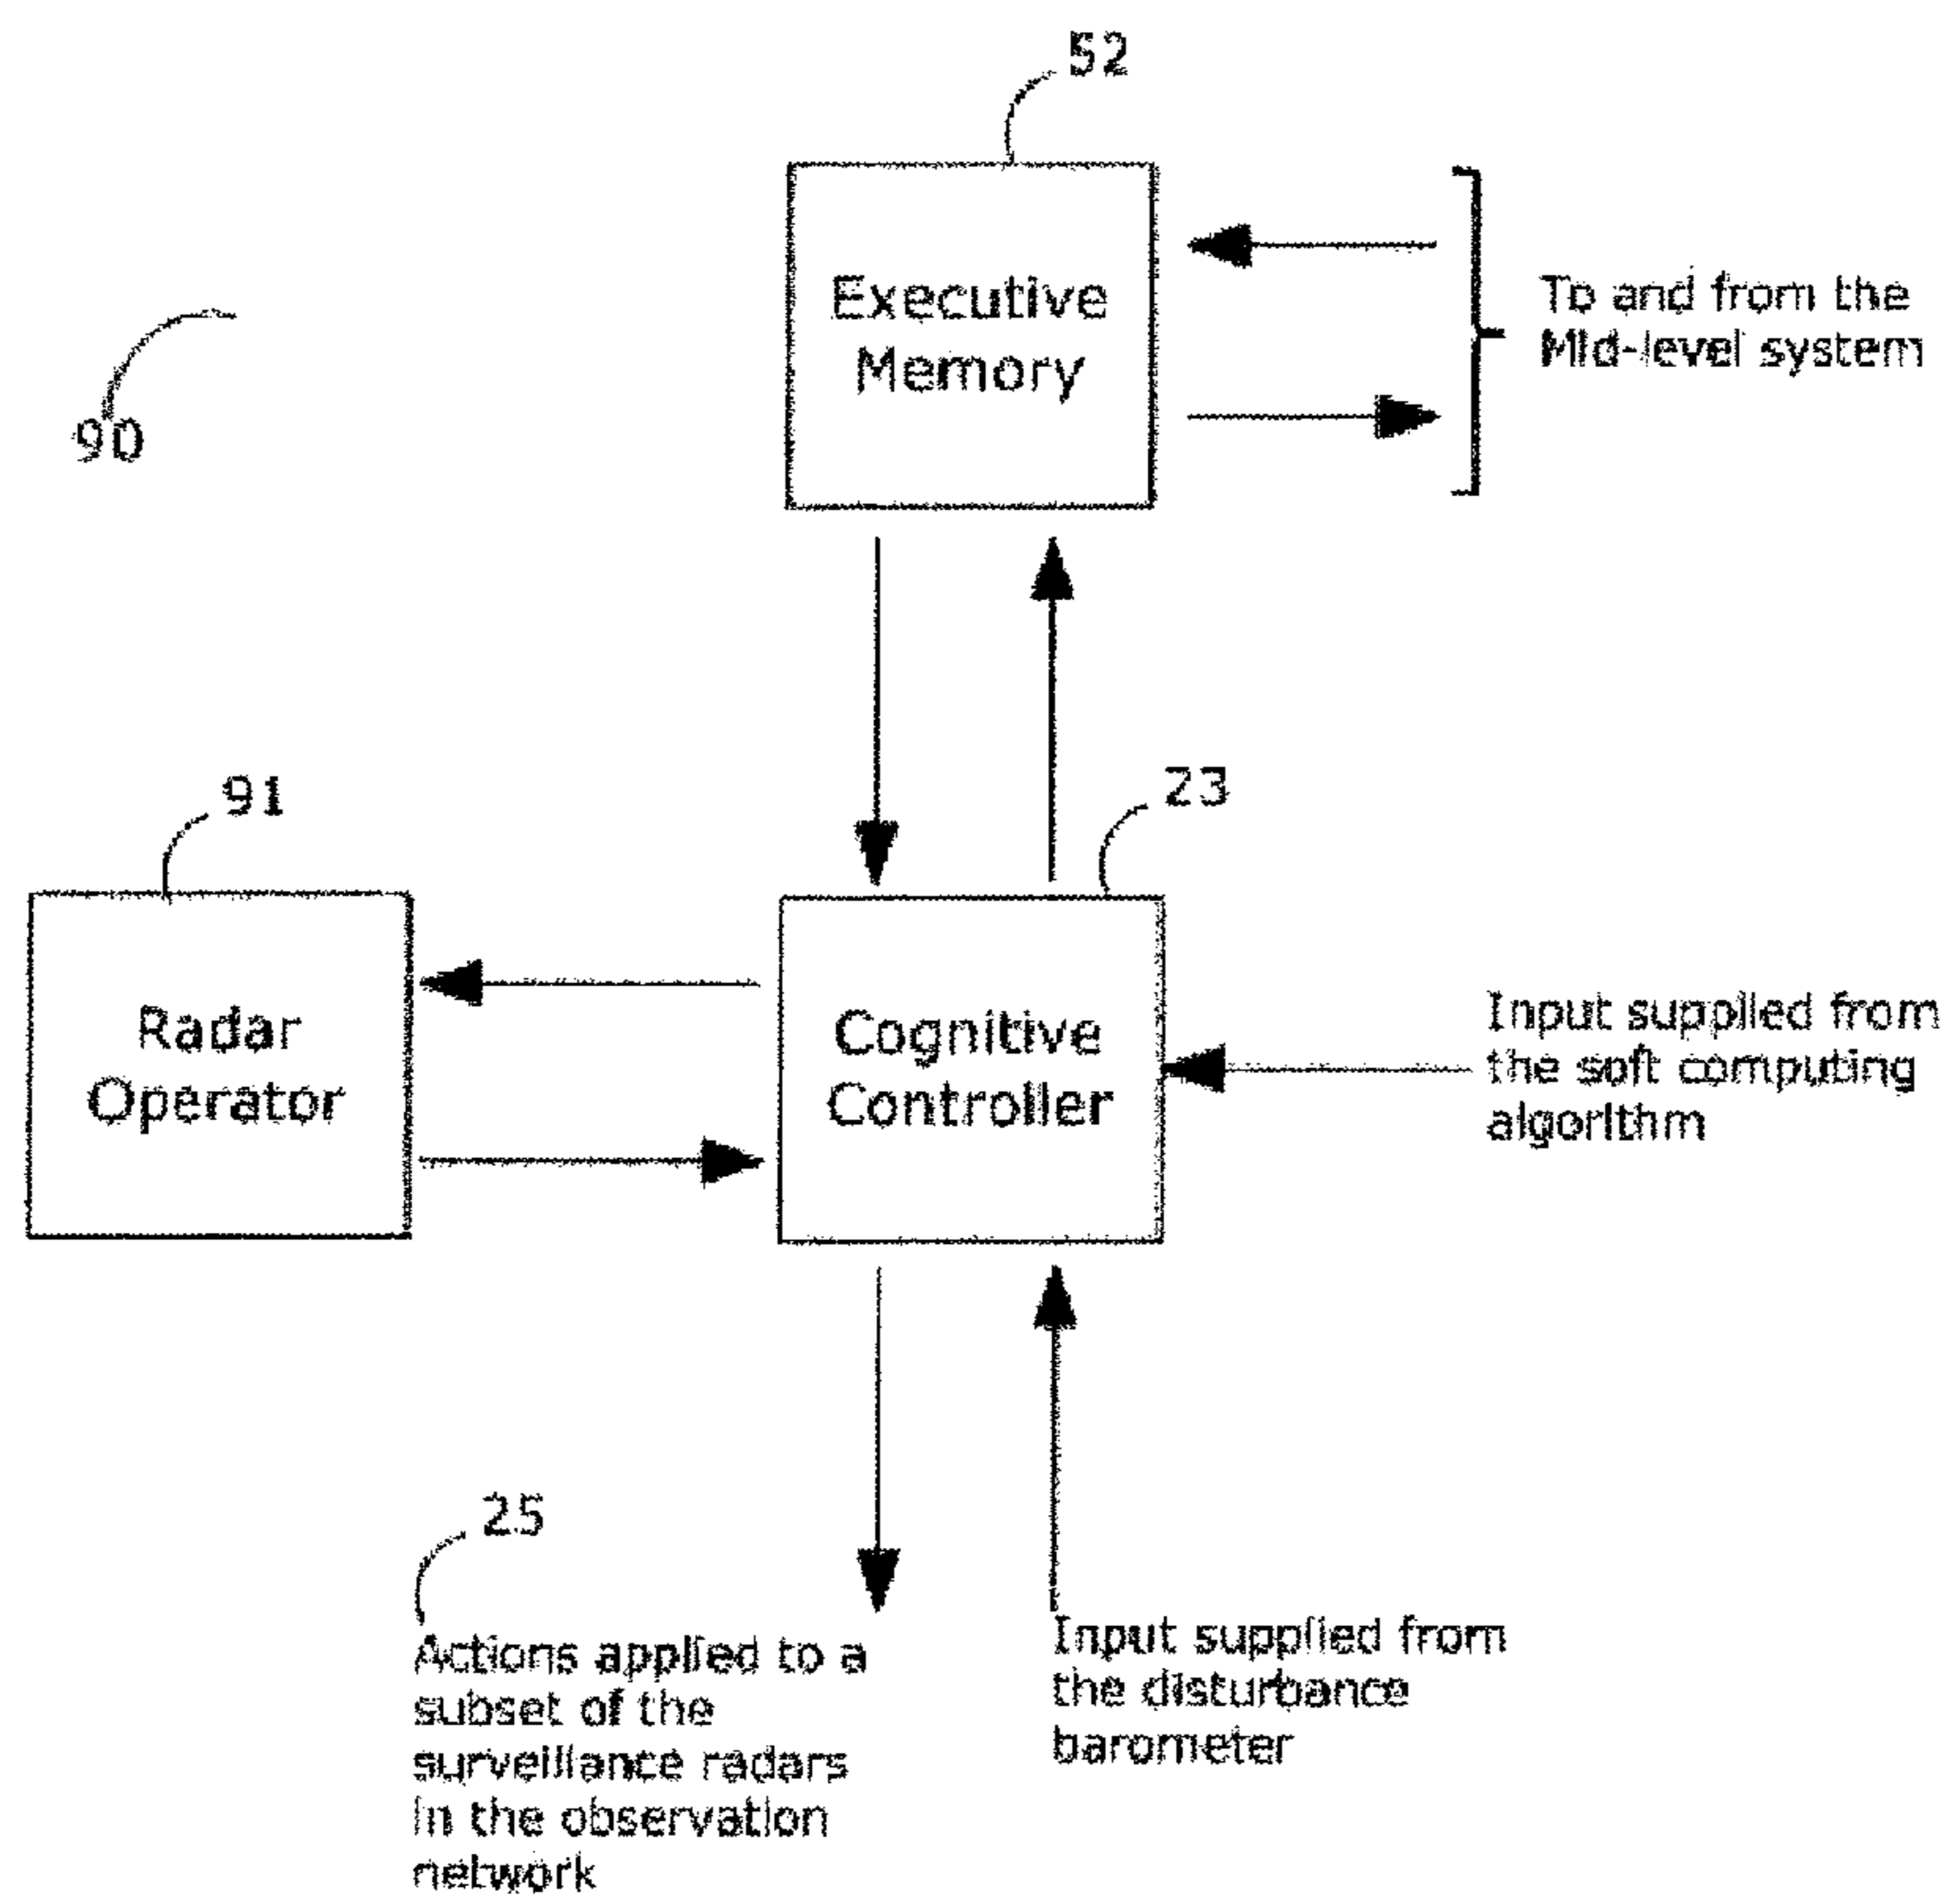 52
Executive
Memory
To and from the
Mid-level system
90
91
23
Radar
Operator
Cognitive
Controller
Input supplied from
the soft computing
algorithm
25
Actions applied to a
subset of the
surveillance radars
in the observation
network
Input supplied from
the disturbance
barometer